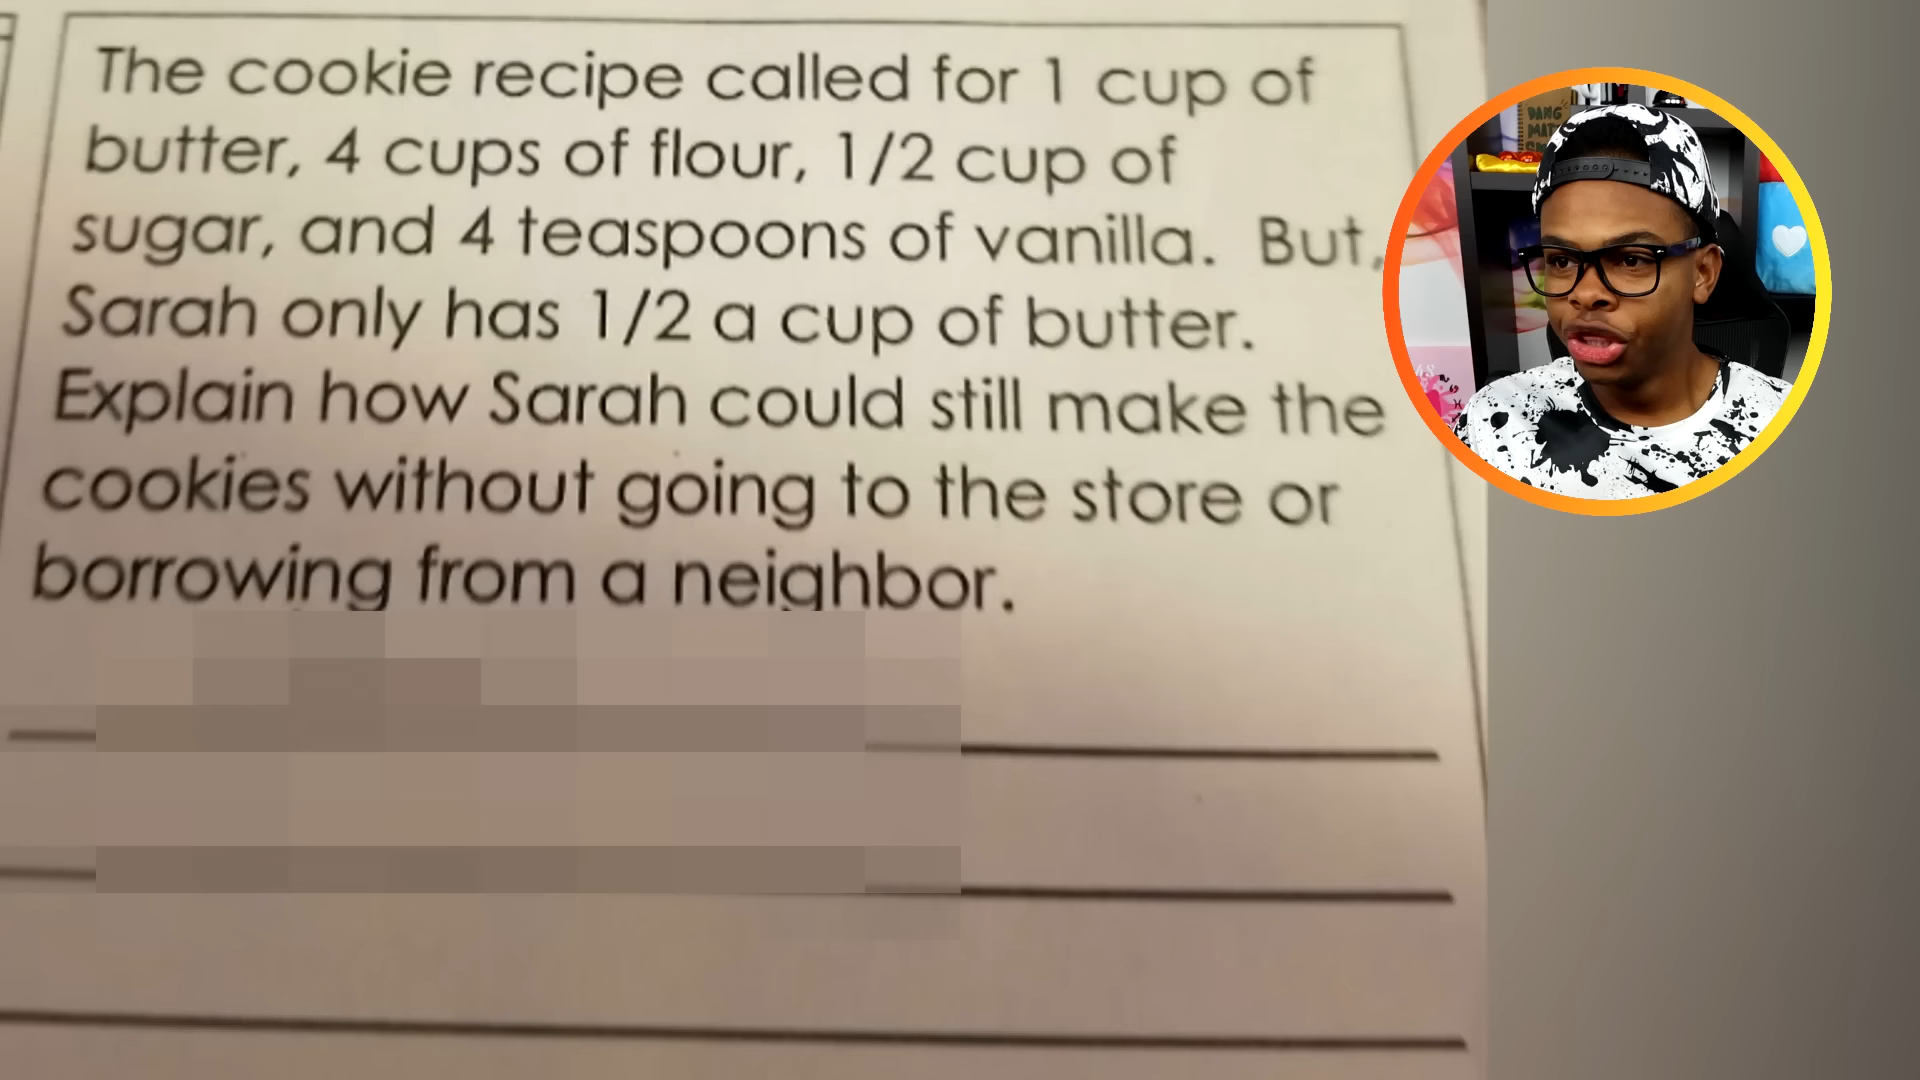 The cookie recipe called for 1 cup of
butter, 4 cups of flour, 1/2 cup of
sugar, and 4 teaspoons of vanilla. But,
Sarah only has 1/2 a cup of butter.
Explain how Sarah could still make the
cookies without going to the store or
borrowing from a neighbor.
DANG